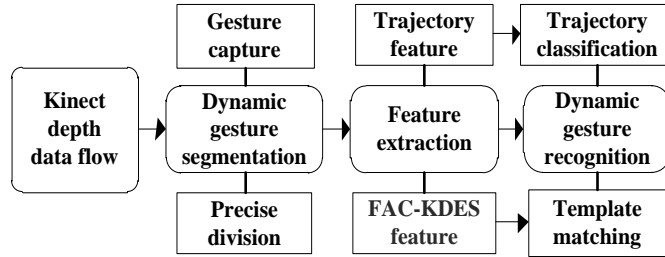 Gesture
capture
Trajectory
feature
Trajectory
classification
Kinect
depth
data flow
Dynamic
gesture
segmentation
Feature
extraction
Dynamic
gesture
recognition
Precise
division
FAC-KDES
feature
Template
matching